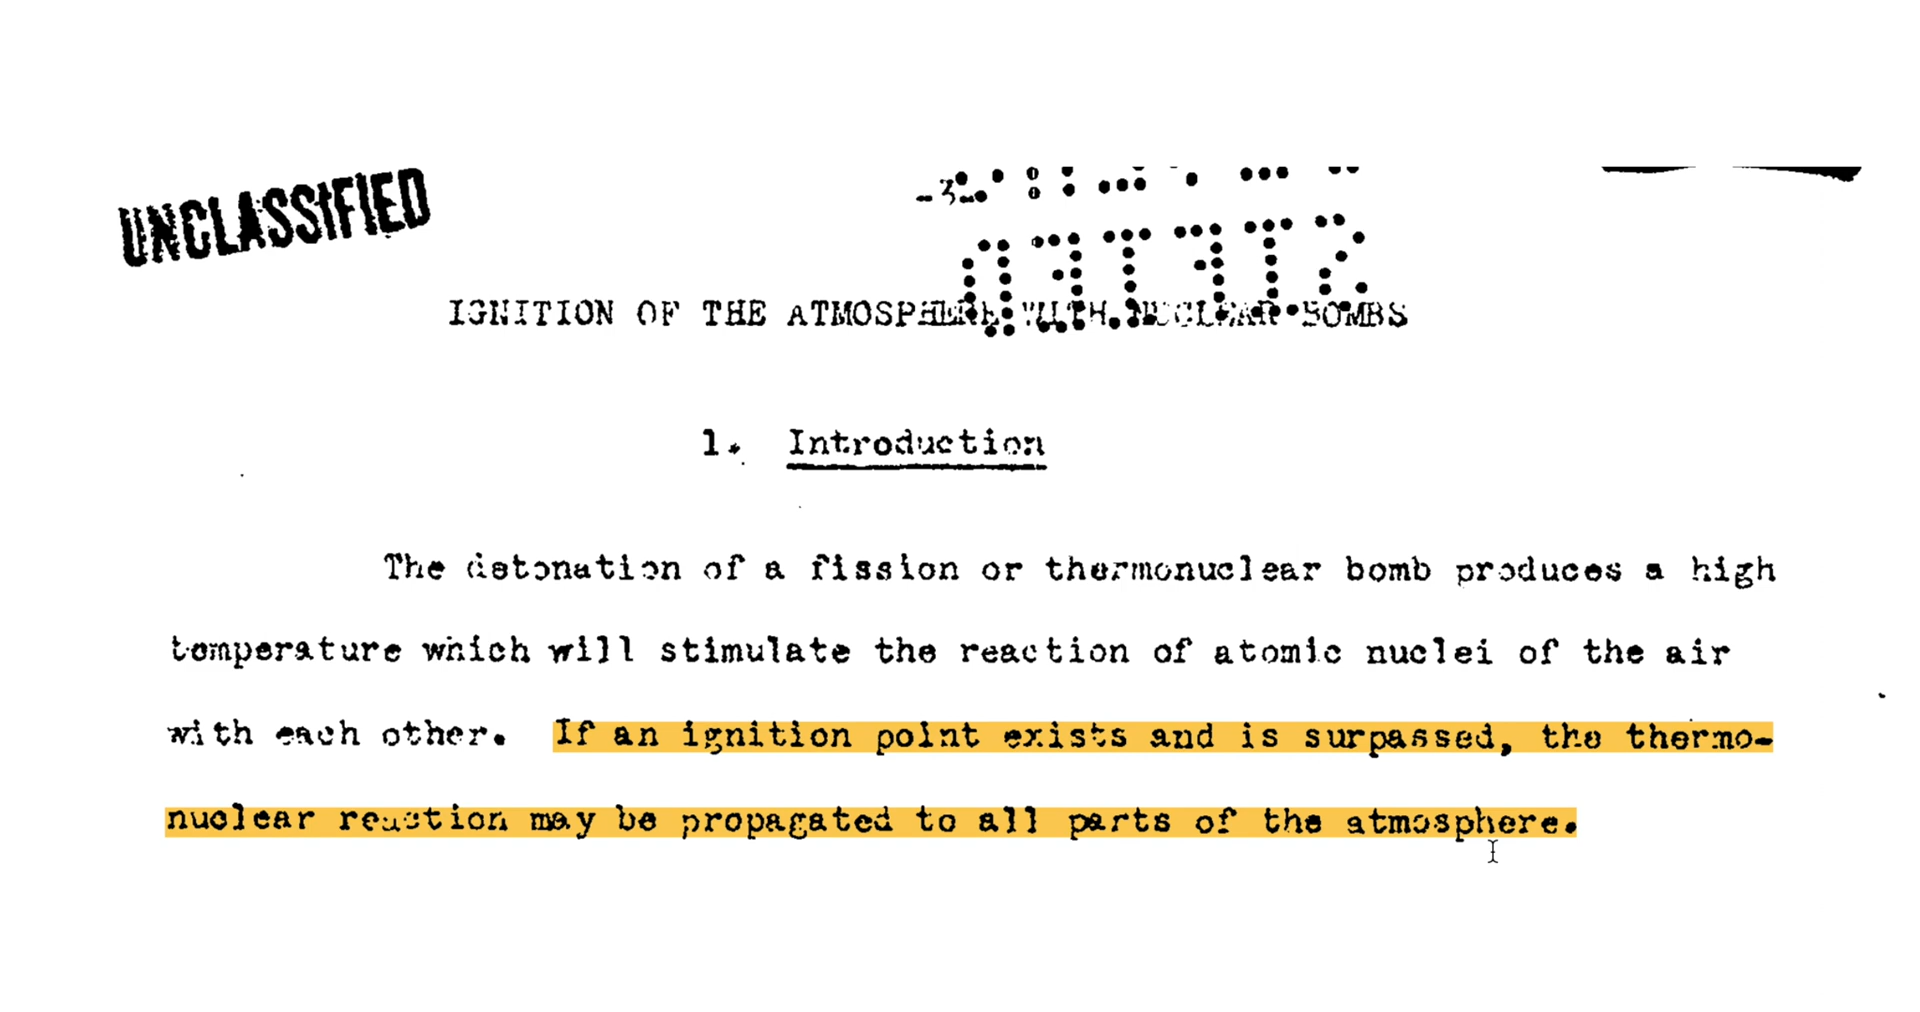 UNCLASSIFIED
-3-
IGNITION OF THE ATMOSPHERE WITH NUCLEAR BOMBS
1. Introduction
The detonation of a fission or thermonuclear bomb produces a high
temperature which will stimulate the reaction of atomic nuclei of the air
with each other. If an ignition point exists and is surpassed, the thermo-
nuclear reaction may be propagated to all parts of the atmosphere.